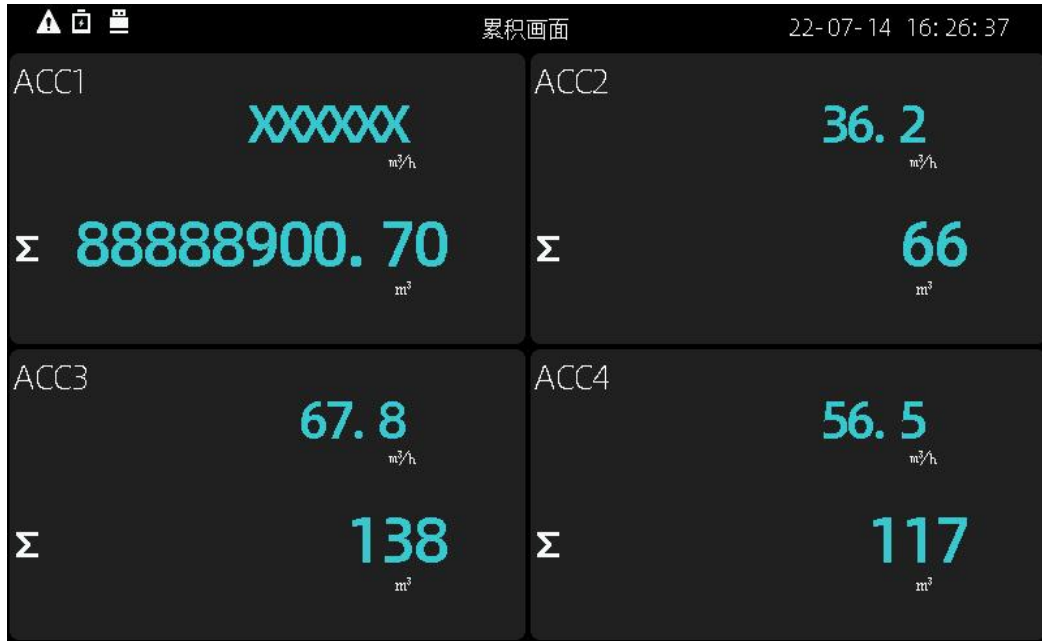 累积画面 22-07-14 16:26:37
ACC1
XXXXXX
m³/h
Σ 88888900.70
m³
ACC2
36.2
m³/h
Σ 66
m³
ACC3
67.8
m³/h
Σ 138
m³
ACC4
56.5
m³/h
Σ 117
m³